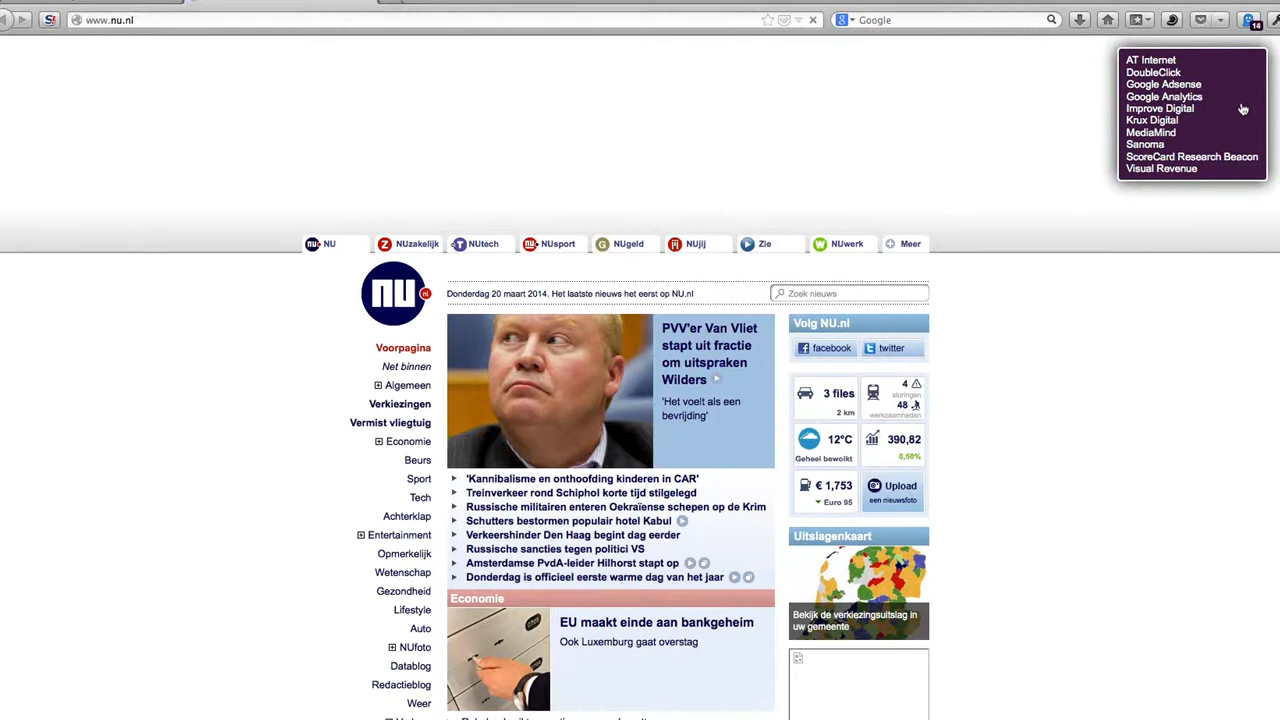 www.nu.nl
Google
14
AT Internet
DoubleClick
Google Adsense
Google Analytics
Improve Digital
Krux Digital
MediaMind
Sanoma
ScoreCard Research Beacon
Visual Revenue
nu NU
Z NUzakelijk
T NUtech
nu NUsport
G NUgeld
jij NUjij
Zie
W NUwerk
Meer
nu nl
Donderdag 20 maart 2014. Het laatste nieuws het eerst op NU.nl
Zoek nieuws
Voorpagina
Net binnen
Algemeen
Verkiezingen
Vermist vliegtuig
Economie
Beurs
Sport
Tech
Achterklap
Entertainment
Opmerkelijk
Wetenschap
Gezondheid
Lifestyle
Auto
NUfoto
Datablog
Redactieblog
Weer
PVV'er Van Vliet
stapt uit fractie
om uitspraken
Wilders
'Het voelt als een
bevrijding'
'Kannibalisme en onthoofding kinderen in CAR'
Treinverkeer rond Schiphol korte tijd stilgelegd
Russische militairen enteren Oekraïense schepen op de Krim
Schutters bestormen populair hotel Kabul
Verkeershinder Den Haag begint dag eerder
Russische sancties tegen politici VS
Amsterdamse PvdA-leider Hilhorst stapt op
Donderdag is officieel eerste warme dag van het jaar
Economie
EU maakt einde aan bankgeheim
Ook Luxemburg gaat overstag
Volg NU.nl
facebook
twitter
3 files
2 km
4
storingen
48
werkzaamheden
12°C
Geheel bewolkt
390,82
0,50%
€ 1,753
Euro 95
Upload
een nieuwsfoto
Uitslagenkaart
Bekijk de verkiezingsuitslag in
uw gemeente